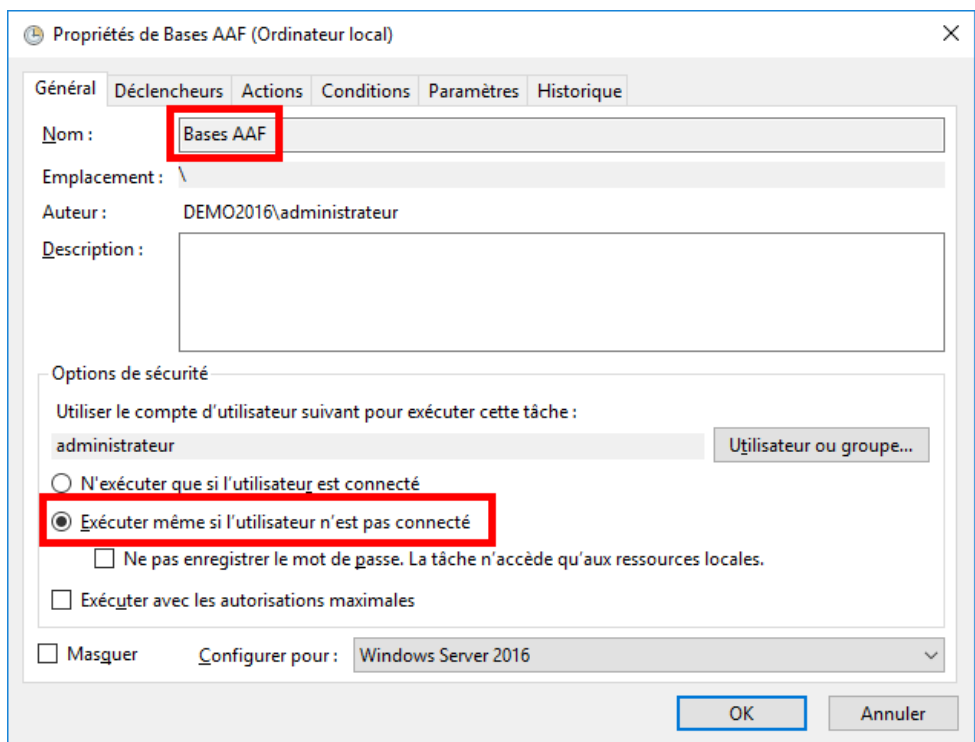 Propriétés de Bases AAF (Ordinateur local)
Général Déclencheurs Actions Conditions Paramètres Historique
Nom : Bases AAF
Emplacement : \
Auteur : DEMO2016\administrateur
Description :
Options de sécurité
Utiliser le compte d'utilisateur suivant pour exécuter cette tâche :
administrateur Utilisateur ou groupe...
N'exécuter que si l'utilisateur est connecté
Exécuter même si l'utilisateur n'est pas connecté
Ne pas enregistrer le mot de passe. La tâche n'accède qu'aux ressources locales.
Exécuter avec les autorisations maximales
Masquer Configurer pour : Windows Server 2016
OK Annuler